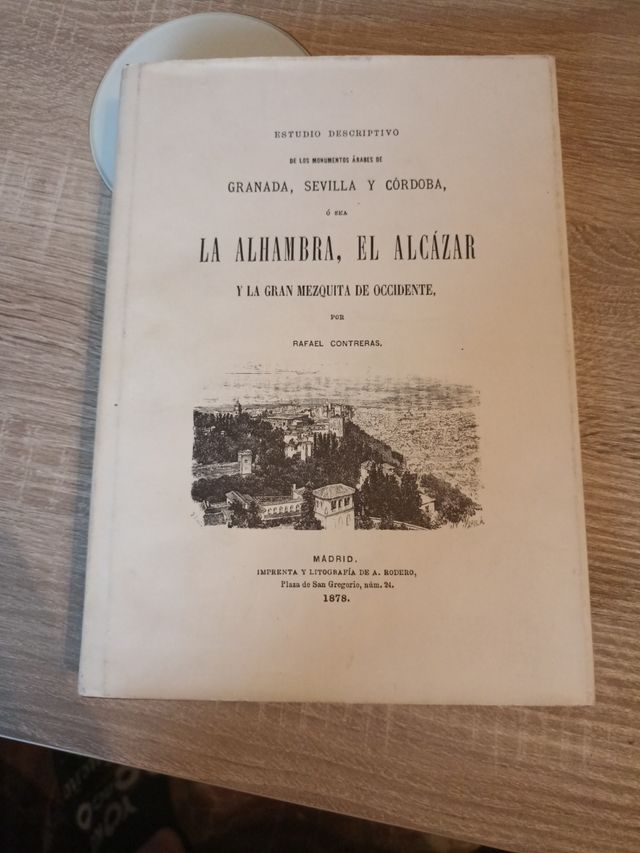 ESTUDIO DESCRIPTIVO
DE LOS MONUMENTOS ÁRABES DE
GRANADA, SEVILLA Y CÓRDOBA,
Ó SEA
LA ALHAMBRA, EL ALCÁZAR
Y LA GRAN MEZQUITA DE OCCIDENTE,
POR
RAFAEL CONTRERAS.
MADRID.
IMPRENTA Y LITOGRAFÍA DE A. RODERO,
Plaza de San Gregorio, núm. 24.
1878.